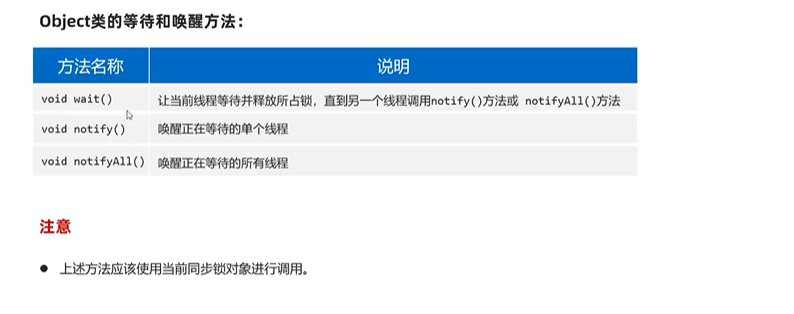 Object类的等待和唤醒方法：
方法名称 说明
void wait() 让当前线程等待并释放所占锁，直到另一个线程调用notify()方法或 notifyAll()方法
void notify() 唤醒正在等待的单个线程
void notifyAll() 唤醒正在等待的所有线程
注意
● 上述方法应该使用当前同步锁对象进行调用。